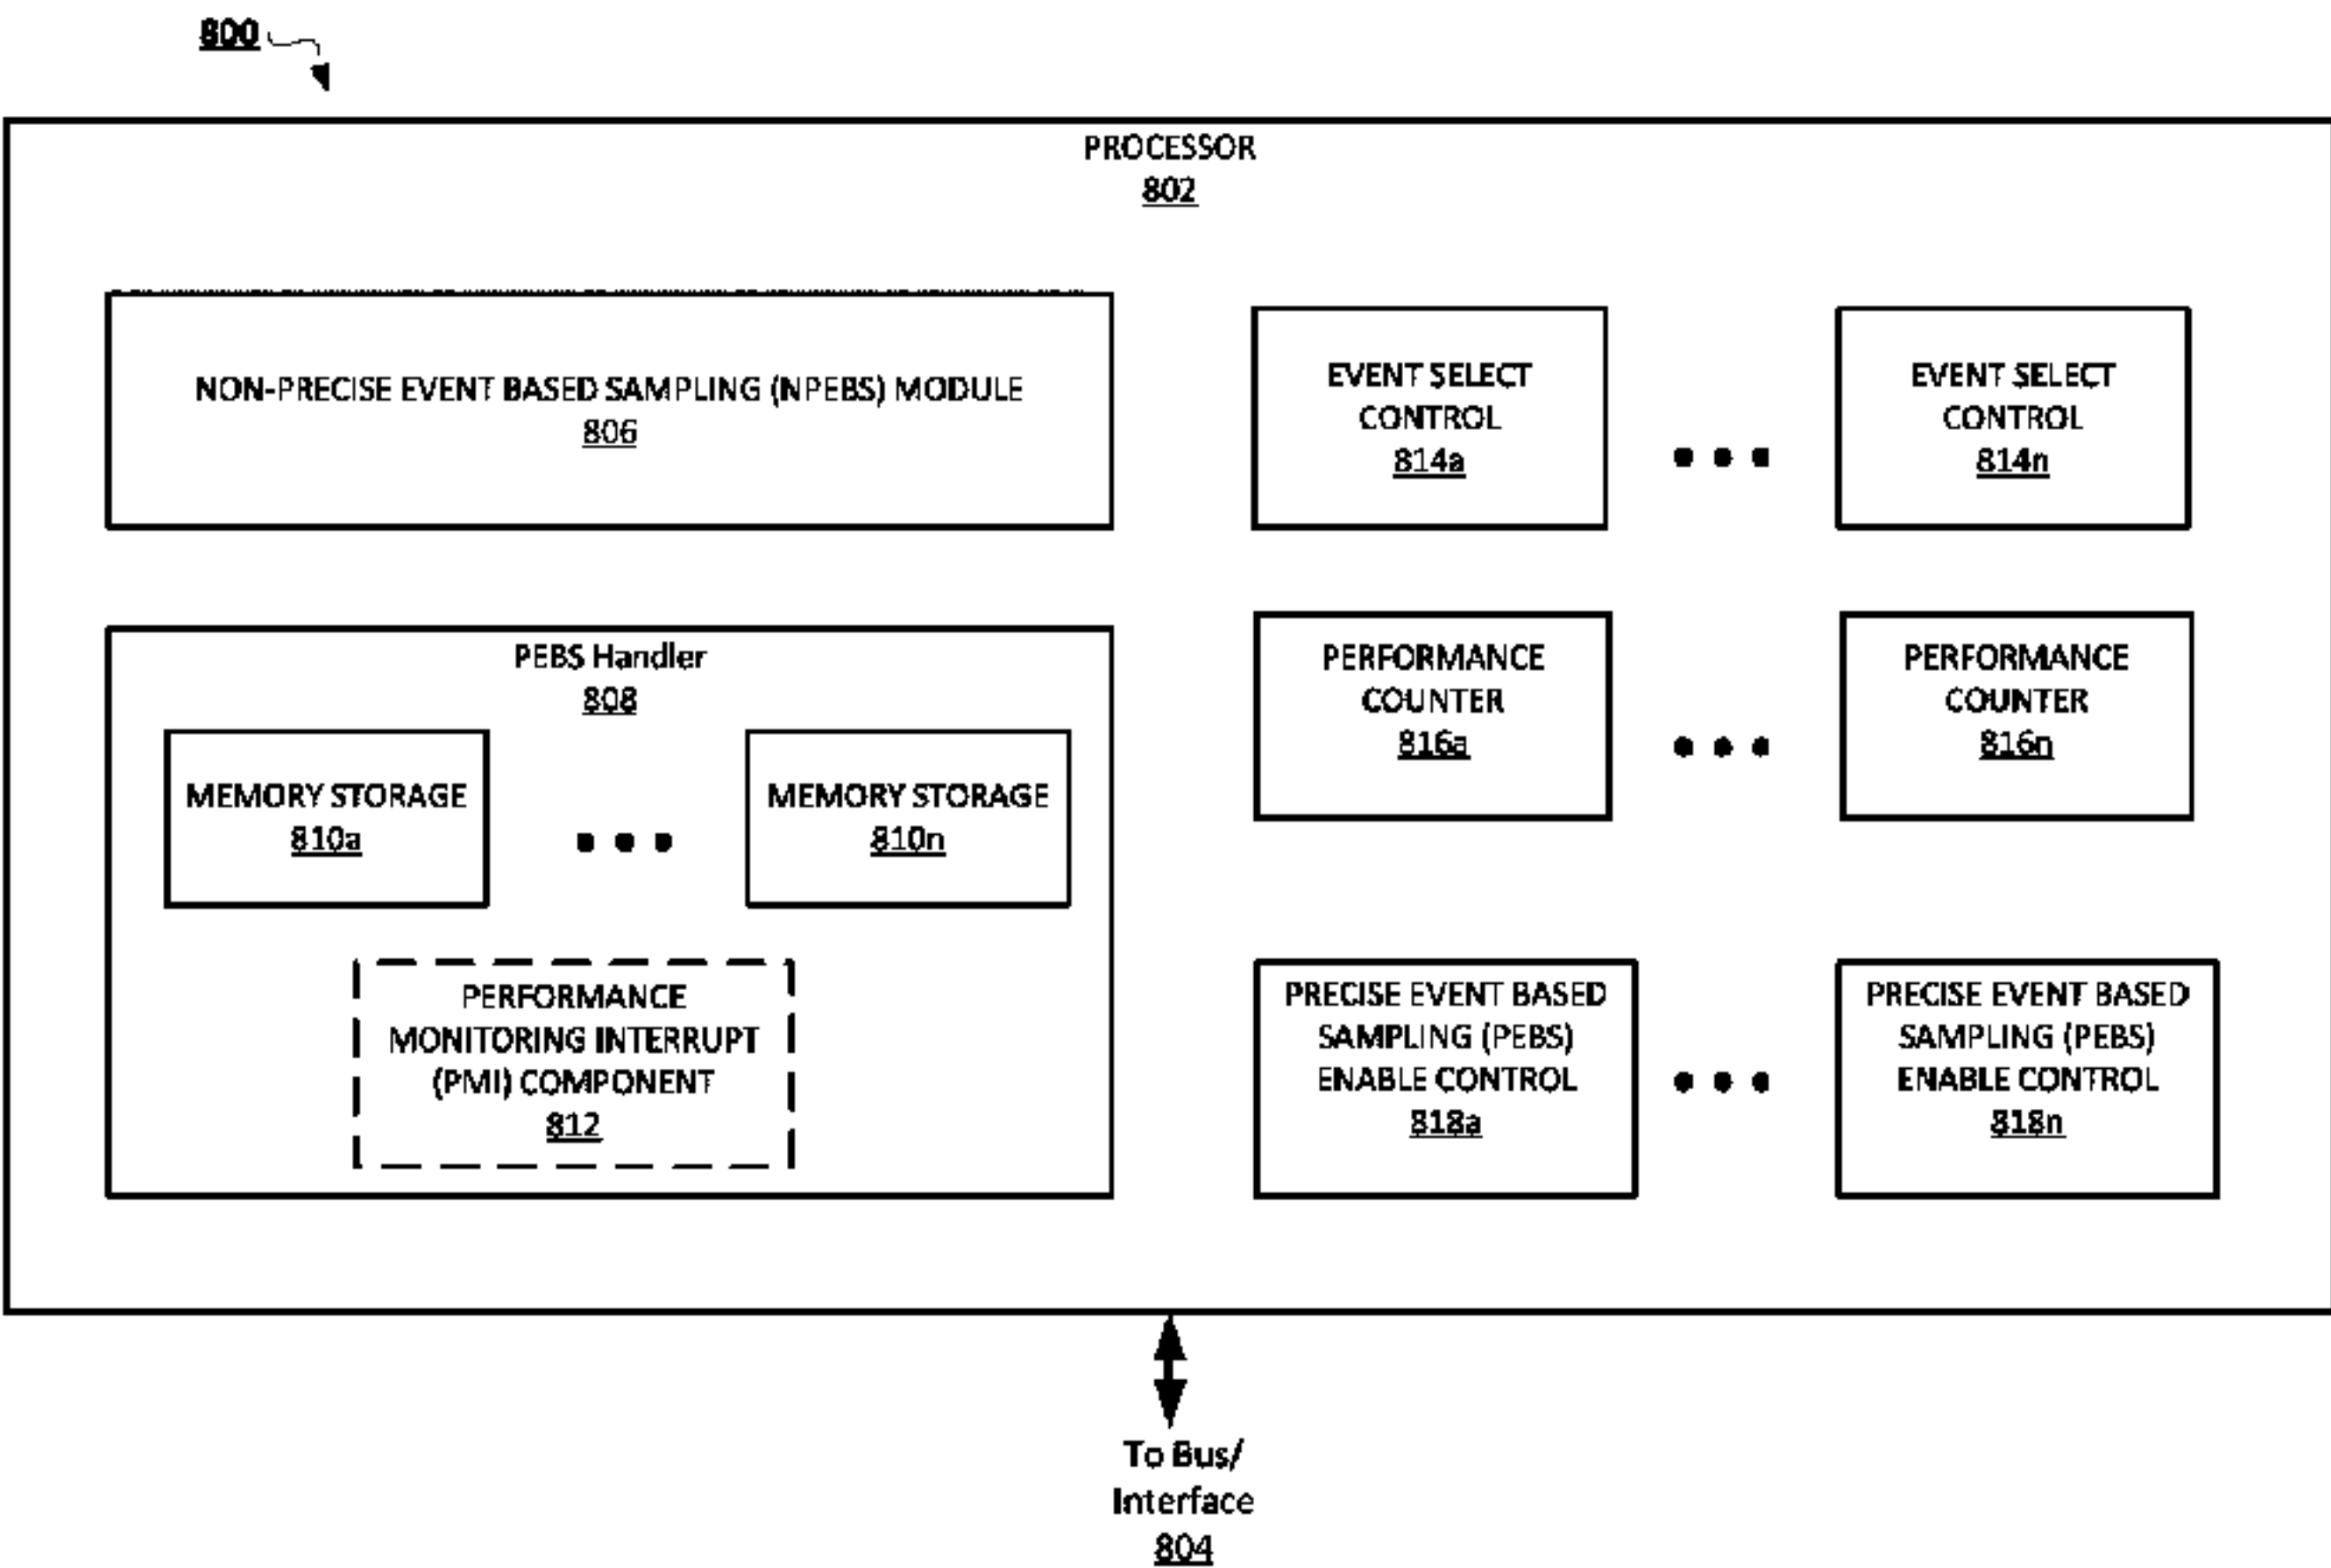 800
PROCESSOR
802
NON-PRECISE EVENT BASED SAMPLING (NPEBS) MODULE
806
EVENT SELECT
CONTROL
814a
EVENT SELECT
CONTROL
814n
PEBS Handler
808
MEMORY STORAGE
810a
MEMORY STORAGE
810n
PERFORMANCE
MONITORING INTERRUPT
(PMI) COMPONENT
812
PERFORMANCE
COUNTER
816a
PERFORMANCE
COUNTER
816n
PRECISE EVENT BASED
SAMPLING (PEBS)
ENABLE CONTROL
818a
PRECISE EVENT BASED
SAMPLING (PEBS)
ENABLE CONTROL
818n
To Bus/
Interface
804